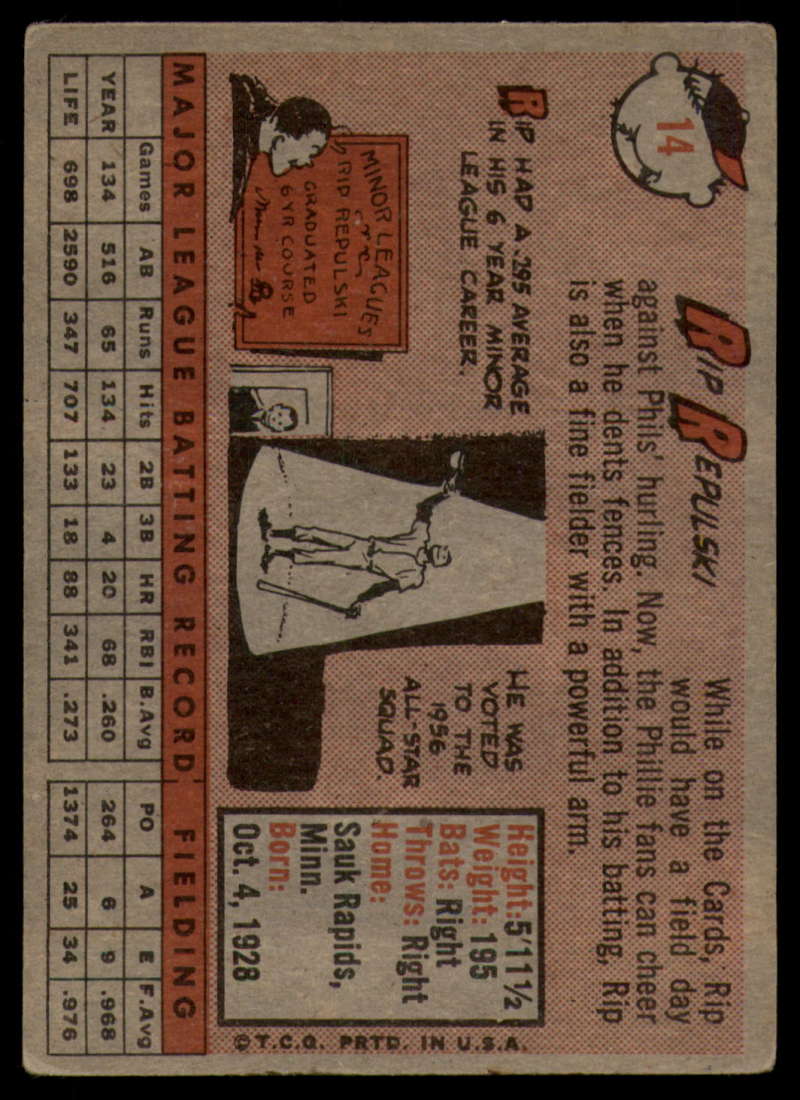 14
RIP REPULSKI
While on the Cards, Rip
would have a field day
against Phils' hurling. Now, the Phillie fans can cheer
when he dents fences. In addition to his batting, Rip
is also a fine fielder with a powerful arm.
RIP HAD A .295 AVERAGE
IN HIS 6 YEAR MINOR
LEAGUE CAREER.
MINOR LEAGUE'S
RIP REPULSKI
GRADUATED
6 YR COURSE
HE WAS
VOTED
TO THE
1956
ALL-STAR
SQUAD.
Height: 5'11½
Weight: 195
Bats: Right
Throws: Right
Home:
Sauk Rapids,
Minn.
Born:
Oct. 4, 1928
©T.C.G. PRTD. IN U.S.A.
MAJOR LEAGUE BATTING RECORD, FIELDING
Games AB Runs Hits 2B 3B HR RBI B.Avg PO A E F.Avg
YEAR 134 516 65 134 23 4 20 68 .260 264 6 9 .968
LIFE 698 2590 347 707 133 18 88 341 .273 1374 25 34 .976